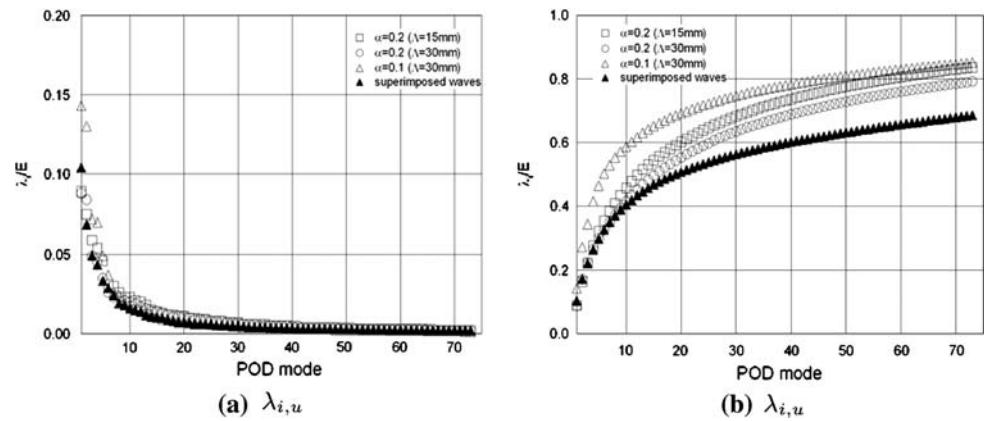 (a)
0.20
0.15
0.10
0.05
0.00
λᵢ/E
□ α=0.2 (Λ=15mm)
○ α=0.2 (Λ=30mm)
△ α=0.1 (Λ=30mm)
▲ superimposed waves
10 20 30 40 50 60 70
POD mode
(a) λi,u
b)
1.0
0.8
0.6
0.4
0.2
0.0
λᵢ/E
□ α=0.2 (Λ=15mm)
○ α=0.2 (Λ=30mm)
△ α=0.1 (Λ=30mm)
▲ superimposed waves
10 20 30 40 50 60 70
POD mode
(b) λi,u